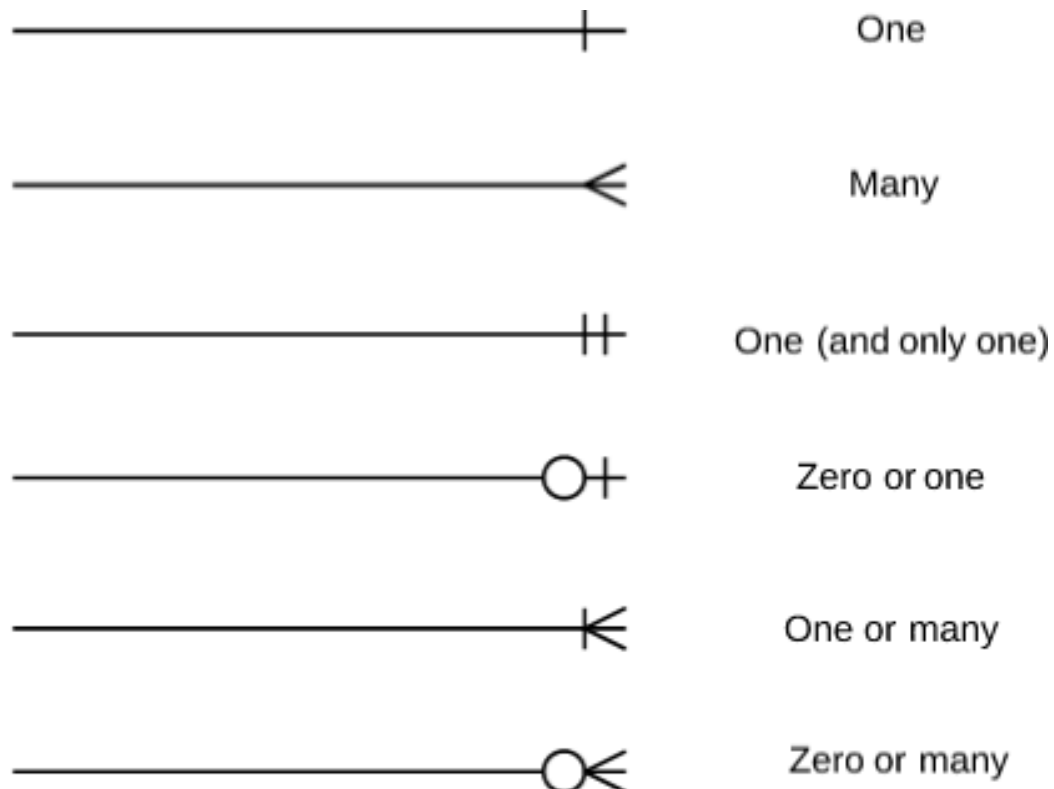 One
Many
One (and only one)
Zero or one
One or many
Zero or many